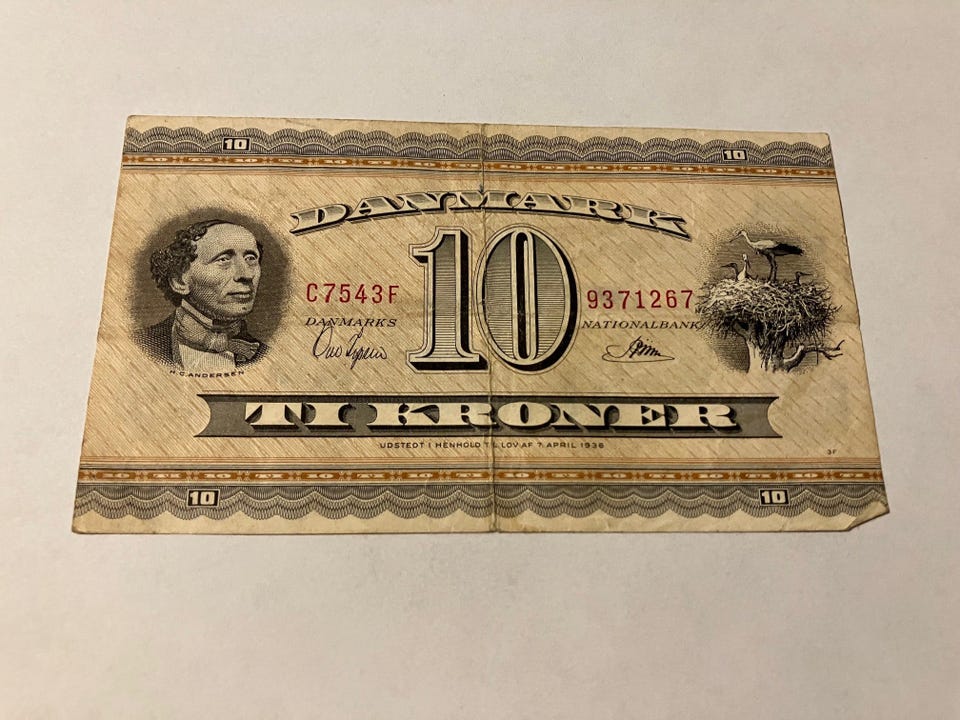 10 10
DANMARK
10
C7543F 9371267
DANMARKS NATIONALBANK
H.C. ANDERSEN
TI KRONER
UDSTEDT I HENHOLD TIL LOV AF 7. APRIL 1936
3F
10 10